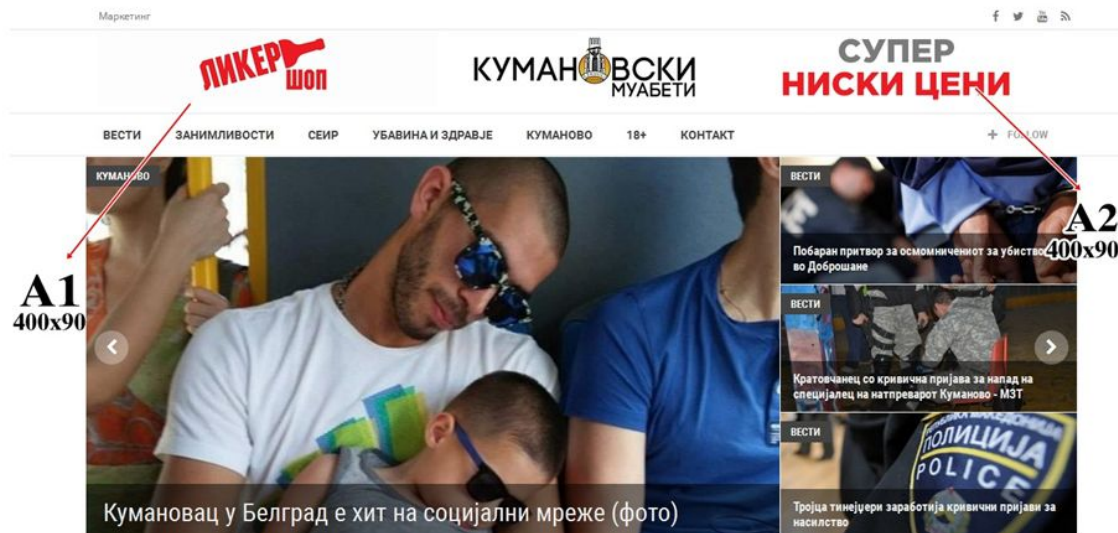 Маркетинг
ЛИКЕР
ШОП
КУМАНОВСКИ
МУАБЕТИ
СУПЕР
НИСКИ ЦЕНИ
ВЕСТИ ЗАНИМЛИВОСТИ СЕИР УБАВИНА И ЗДРАВЈЕ КУМАНОВО 18+ КОНТАКТ + FOLLOW
КУМАНОВО
A1
400x90
Кумановац у Белград е хит на социјални мреже (фото)
ВЕСТИ
A2
400x90
Побаран притвор за осомничениот за убиство
во Доброшане
ВЕСТИ
Кратовчанец со кривична пријава за напад на
специјалец на натпреварот Куманово - МЗТ
ВЕСТИ
ПОЛИЦИЈА
POLICE
Тројца тинејџери заработија кривични пријави за
насилство